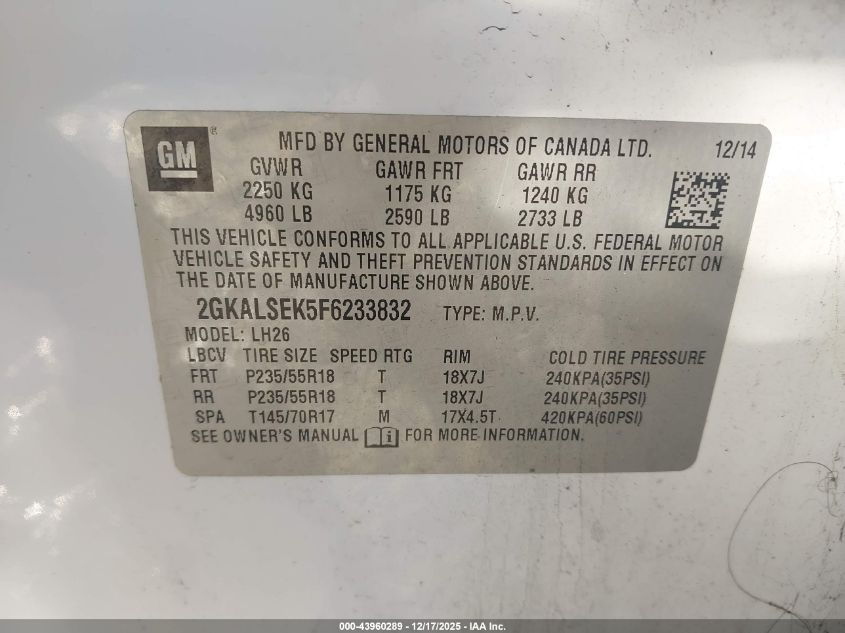 GM ® MFD BY GENERAL MOTORS OF CANADA LTD. 12/14
GVWR GAWR FRT GAWR RR
2250 KG 1175 KG 1240 KG
4960 LB 2590 LB 2733 LB
THIS VEHICLE CONFORMS TO ALL APPLICABLE U.S. FEDERAL MOTOR
VEHICLE SAFETY AND THEFT PREVENTION STANDARDS IN EFFECT ON
THE DATE OF MANUFACTURE SHOWN ABOVE.
2GKALSEK5F6233832 TYPE: M.P.V.
MODEL: LH26
LBCV TIRE SIZE SPEED RTG RIM COLD TIRE PRESSURE
FRT P235/55R18 T 18X7J 240KPA(35PSI)
RR P235/55R18 T 18X7J 240KPA(35PSI)
SPA T145/70R17 M 17X4.5T 420KPA(60PSI)
SEE OWNER'S MANUAL FOR MORE INFORMATION.
000-43960289 - 12/17/2025 - IAA Inc.